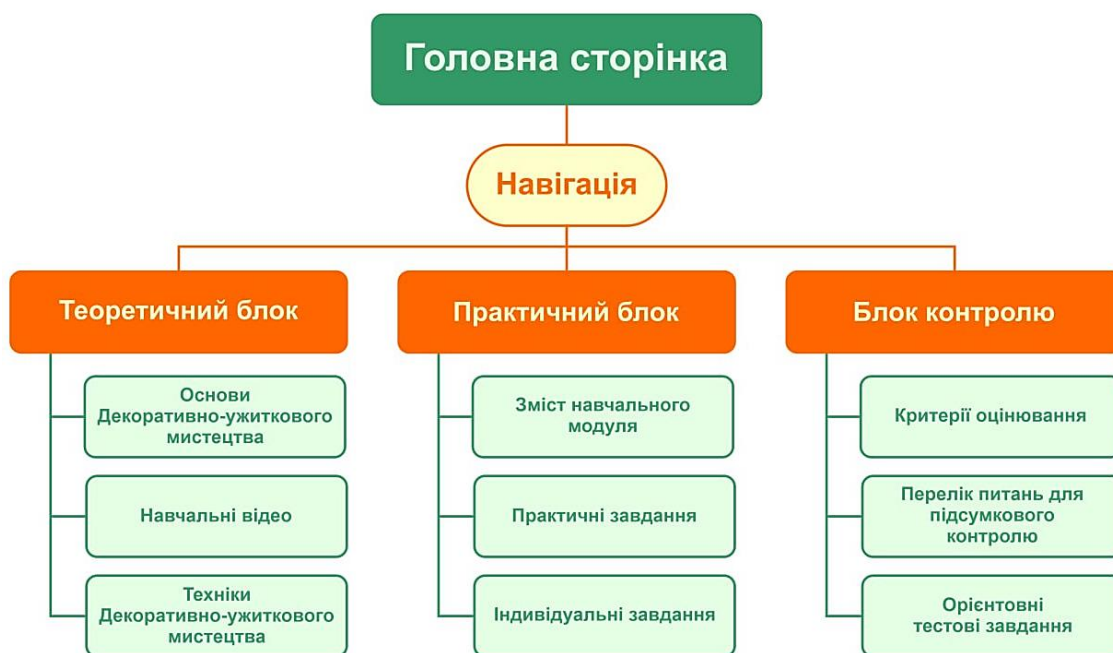 Головна сторінка
Навігація
Теоретичний блок
Основи
Декоративно-ужиткового
мистецтва
Навчальні відео
Техніки
Декоративно-ужиткового
мистецтва
Практичний блок
Зміст навчального
модуля
Практичні завдання
Індивідуальні завдання
Блок контролю
Критерії оцінювання
Перелік питань для
підсумкового
контролю
Орієнтовні
тестові завдання